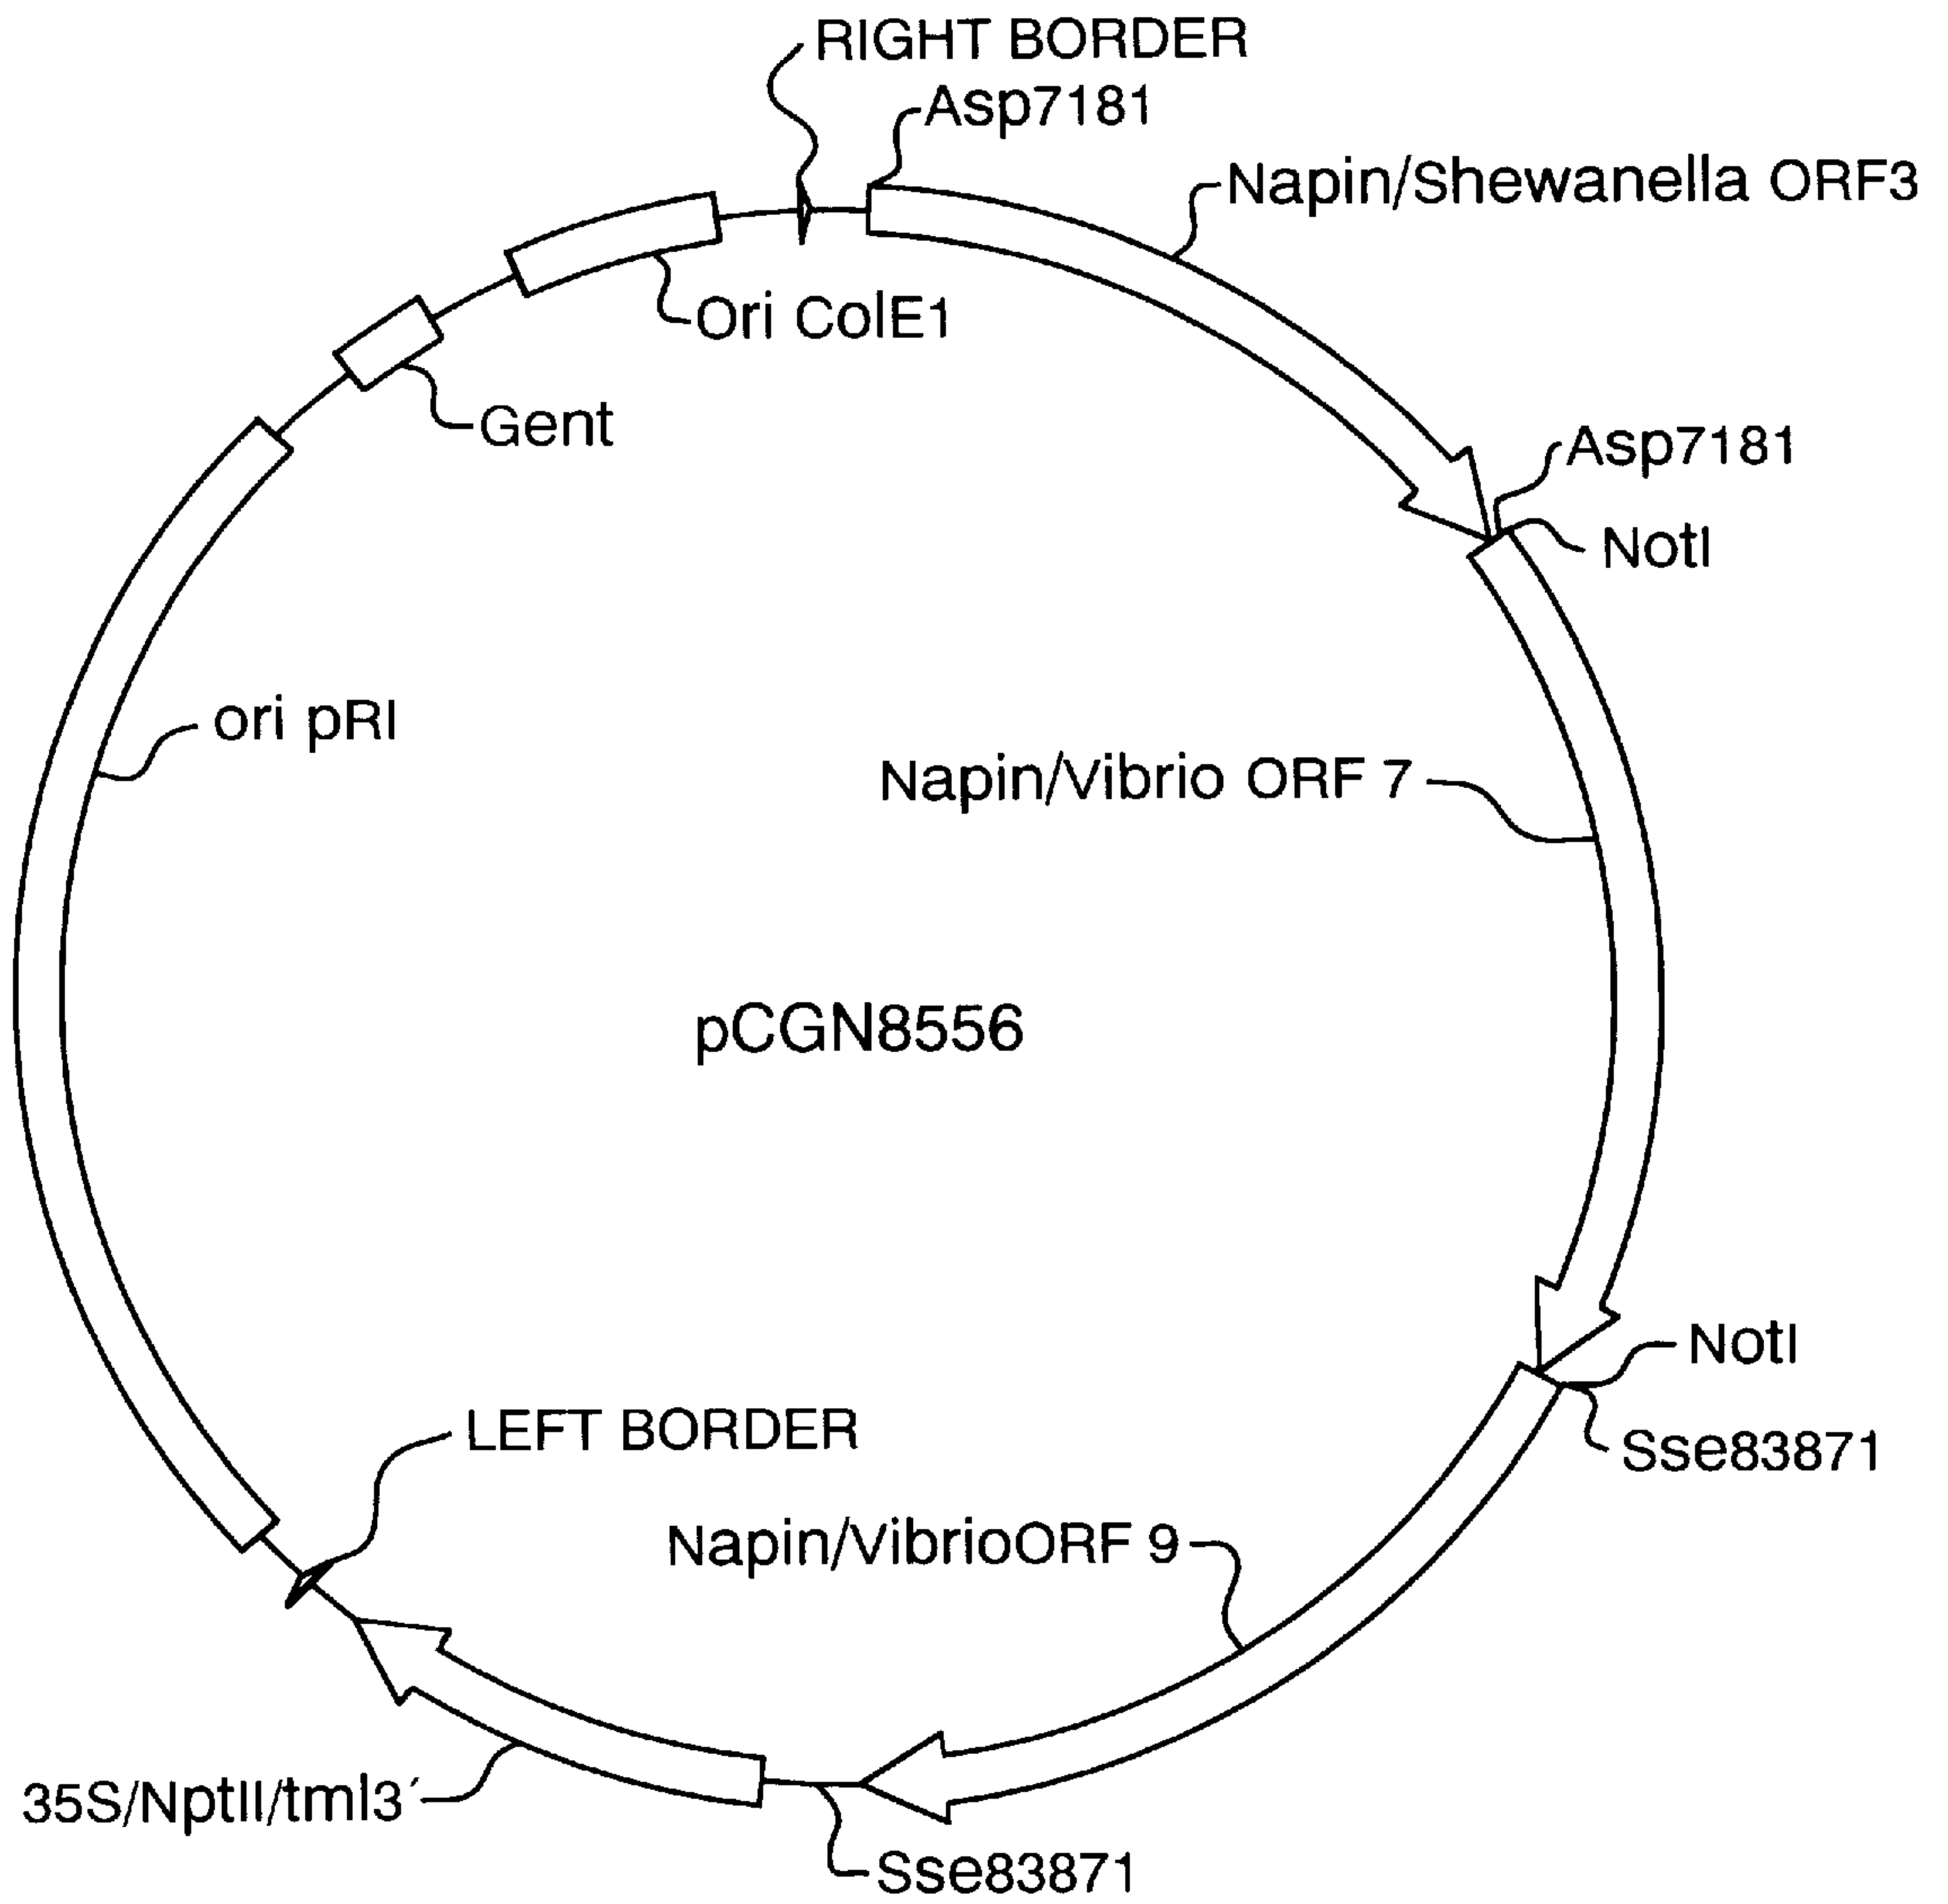 RIGHT BORDER
Asp7181
Napin/Shewanella ORF3
Ori ColE1
Gent
Asp7181
NotI
ori pRI
Napin/Vibrio ORF 7
pCGN8556
NotI
LEFT BORDER
Sse83871
Napin/VibrioORF 9
35S/NptII/tml3′
Sse83871